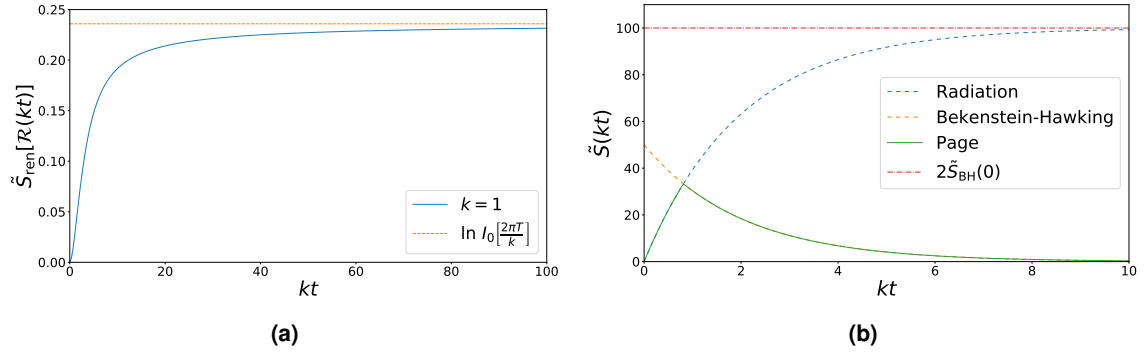 0.25
0.20
0.15
0.10
0.05
0.00
S̃ren[ℛ(kt)]
0 20 40 60 80 100
kt
k = 1
ln I₀[2πT/k]
(a)
100
80
60
40
20
0
S̃(kt)
0 2 4 6 8 10
kt
Radiation
Bekenstein-Hawking
Page
2S̃BH(0)
(b)